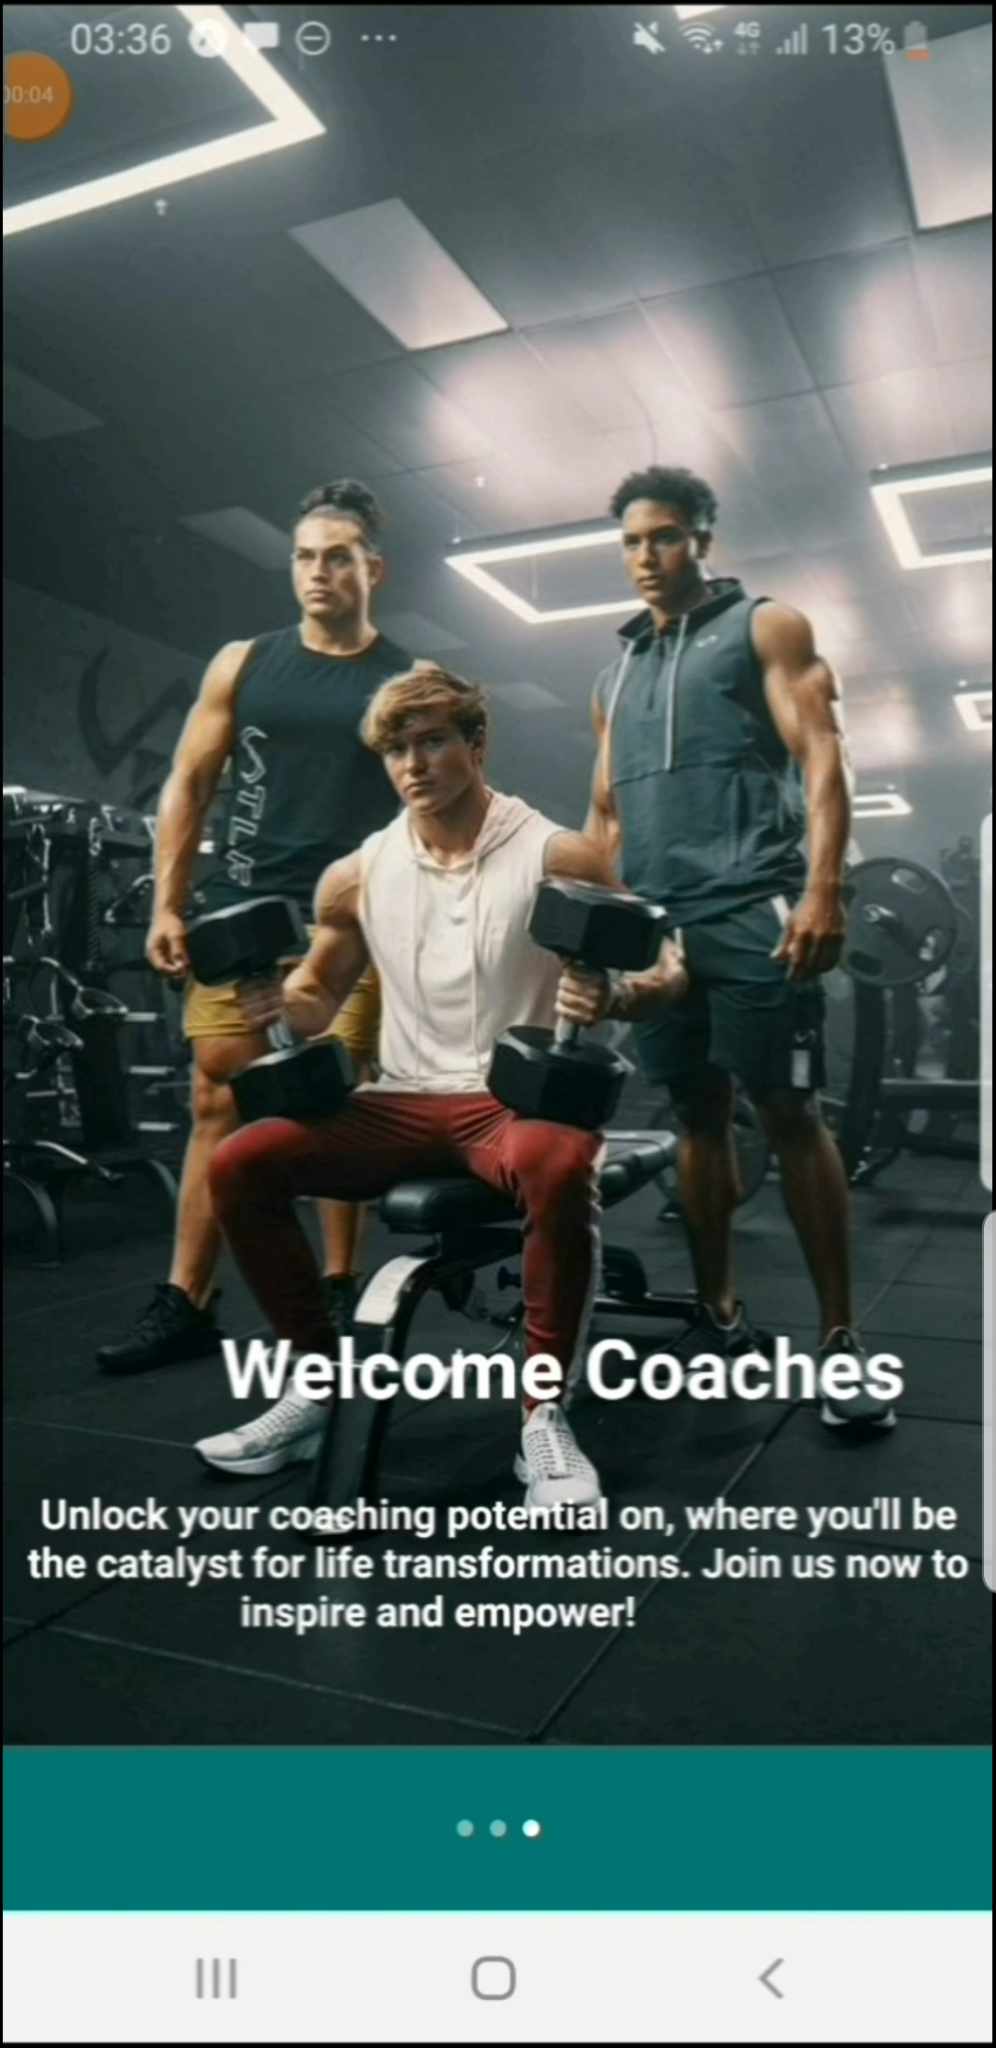 03:36 4G 13%
00:04
Welcome Coaches
Unlock your coaching potential on, where you'll be
the catalyst for life transformations. Join us now to
inspire and empower!